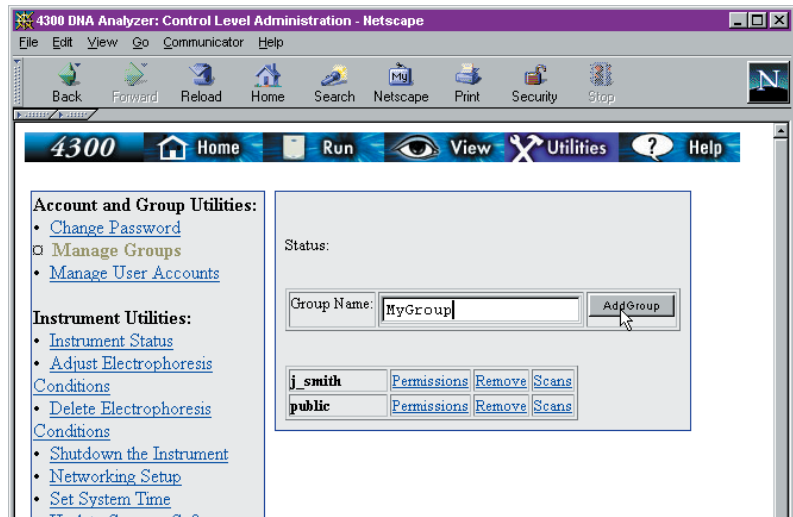 4300 DNA Analyzer: Control Level Administration - Netscape
File Edit View Go Communicator Help
Back Forward Reload Home Search Netscape Print Security Stop
My
N
4300 Home Run View Utilities ? Help
Account and Group Utilities:
• Change Password
Manage Groups
• Manage User Accounts
Instrument Utilities:
• Instrument Status
• Adjust Electrophoresis
Conditions
• Delete Electrophoresis
Conditions
• Shutdown the Instrument
• Networking Setup
• Set System Time
Status:
Group Name: MyGroup AddGroup
j_smith Permissions Remove Scans
public Permissions Remove Scans